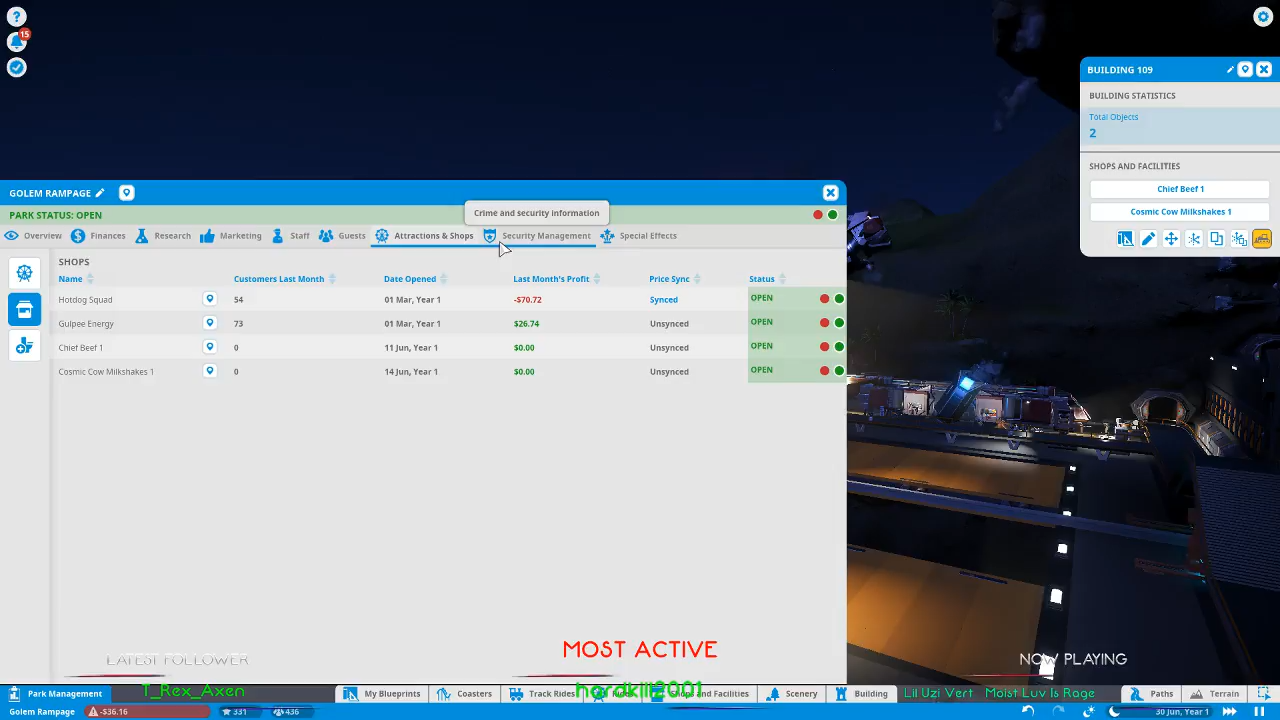 ?
15
BUILDING 109
BUILDING STATISTICS
Total Objects
2
SHOPS AND FACILITIES
Chief Beef 1
Cosmic Cow Milkshakes 1
GOLEM RAMPAGE
PARK STATUS: OPEN
Crime and security information
Overview Finances Research Marketing Staff Guests Attractions & Shops Security Management Special Effects
SHOPS
Name Customers Last Month Date Opened Last Month's Profit Price Sync Status
Hotdog Squad 54 01 Mar, Year 1 -$70.72 Synced OPEN
Gulpee Energy 73 01 Mar, Year 1 $26.74 Unsynced OPEN
Chief Beef 1 0 11 Jun, Year 1 $0.00 Unsynced OPEN
Cosmic Cow Milkshakes 1 0 14 Jun, Year 1 $0.00 Unsynced OPEN
LATEST FOLLOWER
MOST ACTIVE
NOW PLAYING
T_Rex_Axen
Lil Uzi Vert Moist Luv Is Rage
Park Management My Blueprints Coasters Track Rides and Facilities Scenery Building Paths Terrain
Golem Rampage -$36.16 331 436 30 Jun, Year 1